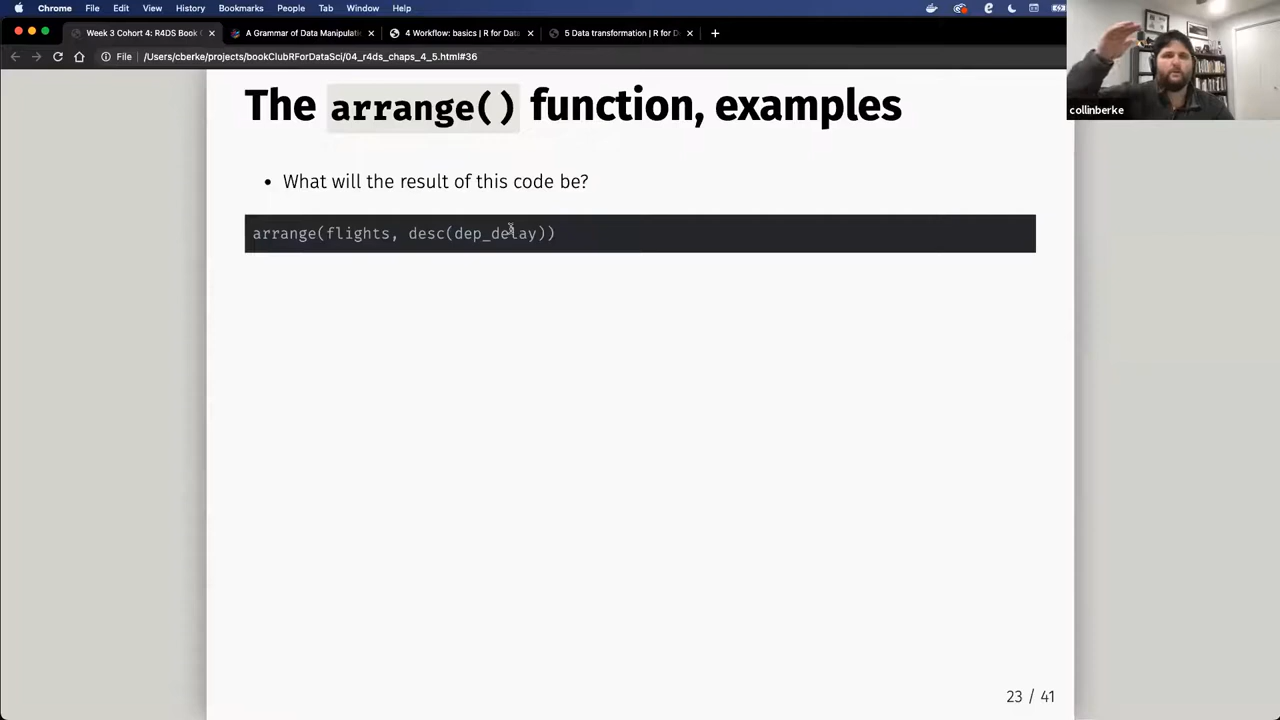 Chrome File Edit View History Bookmarks People Tab Window Help
Week 3 Cohort 4: R4DS Book
A Grammar of Data Manipulati
4 Workflow: basics | R for Data
5 Data transformation | R for D
File /Users/cberke/projects/bookClubRForDataSci/04_r4ds_chaps_4_5.html#36
collinberke
The arrange() function, examples
What will the result of this code be?
arrange(flights, desc(dep_delay))
23 / 41